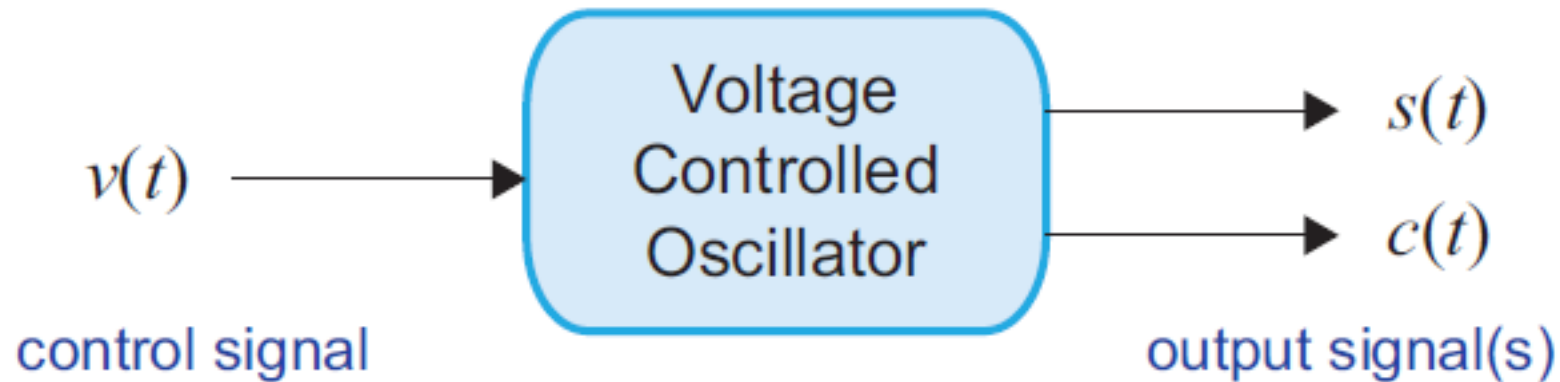 v(t)
Voltage
Controlled
Oscillator
s(t)
c(t)
control signal
output signal(s)